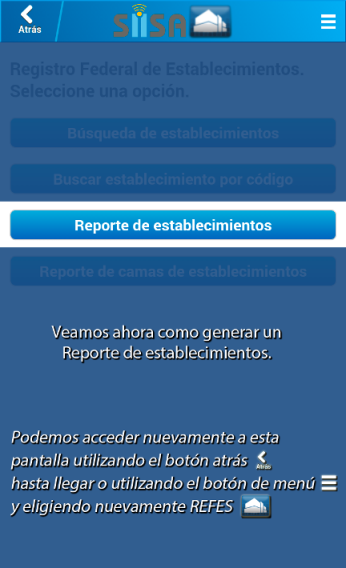 Atrás
SIISA
Registro Federal de Establecimientos.
Seleccione una opción.
Búsqueda de establecimientos
Buscar establecimiento por código
Reporte de establecimientos
Reporte de camas de establecimientos
Veamos ahora como generar un
Reporte de establecimientos.
Podemos acceder nuevamente a esta
pantalla utilizando el botón atrás Atrás
hasta llegar o utilizando el botón de menú
y eligiendo nuevamente REFES